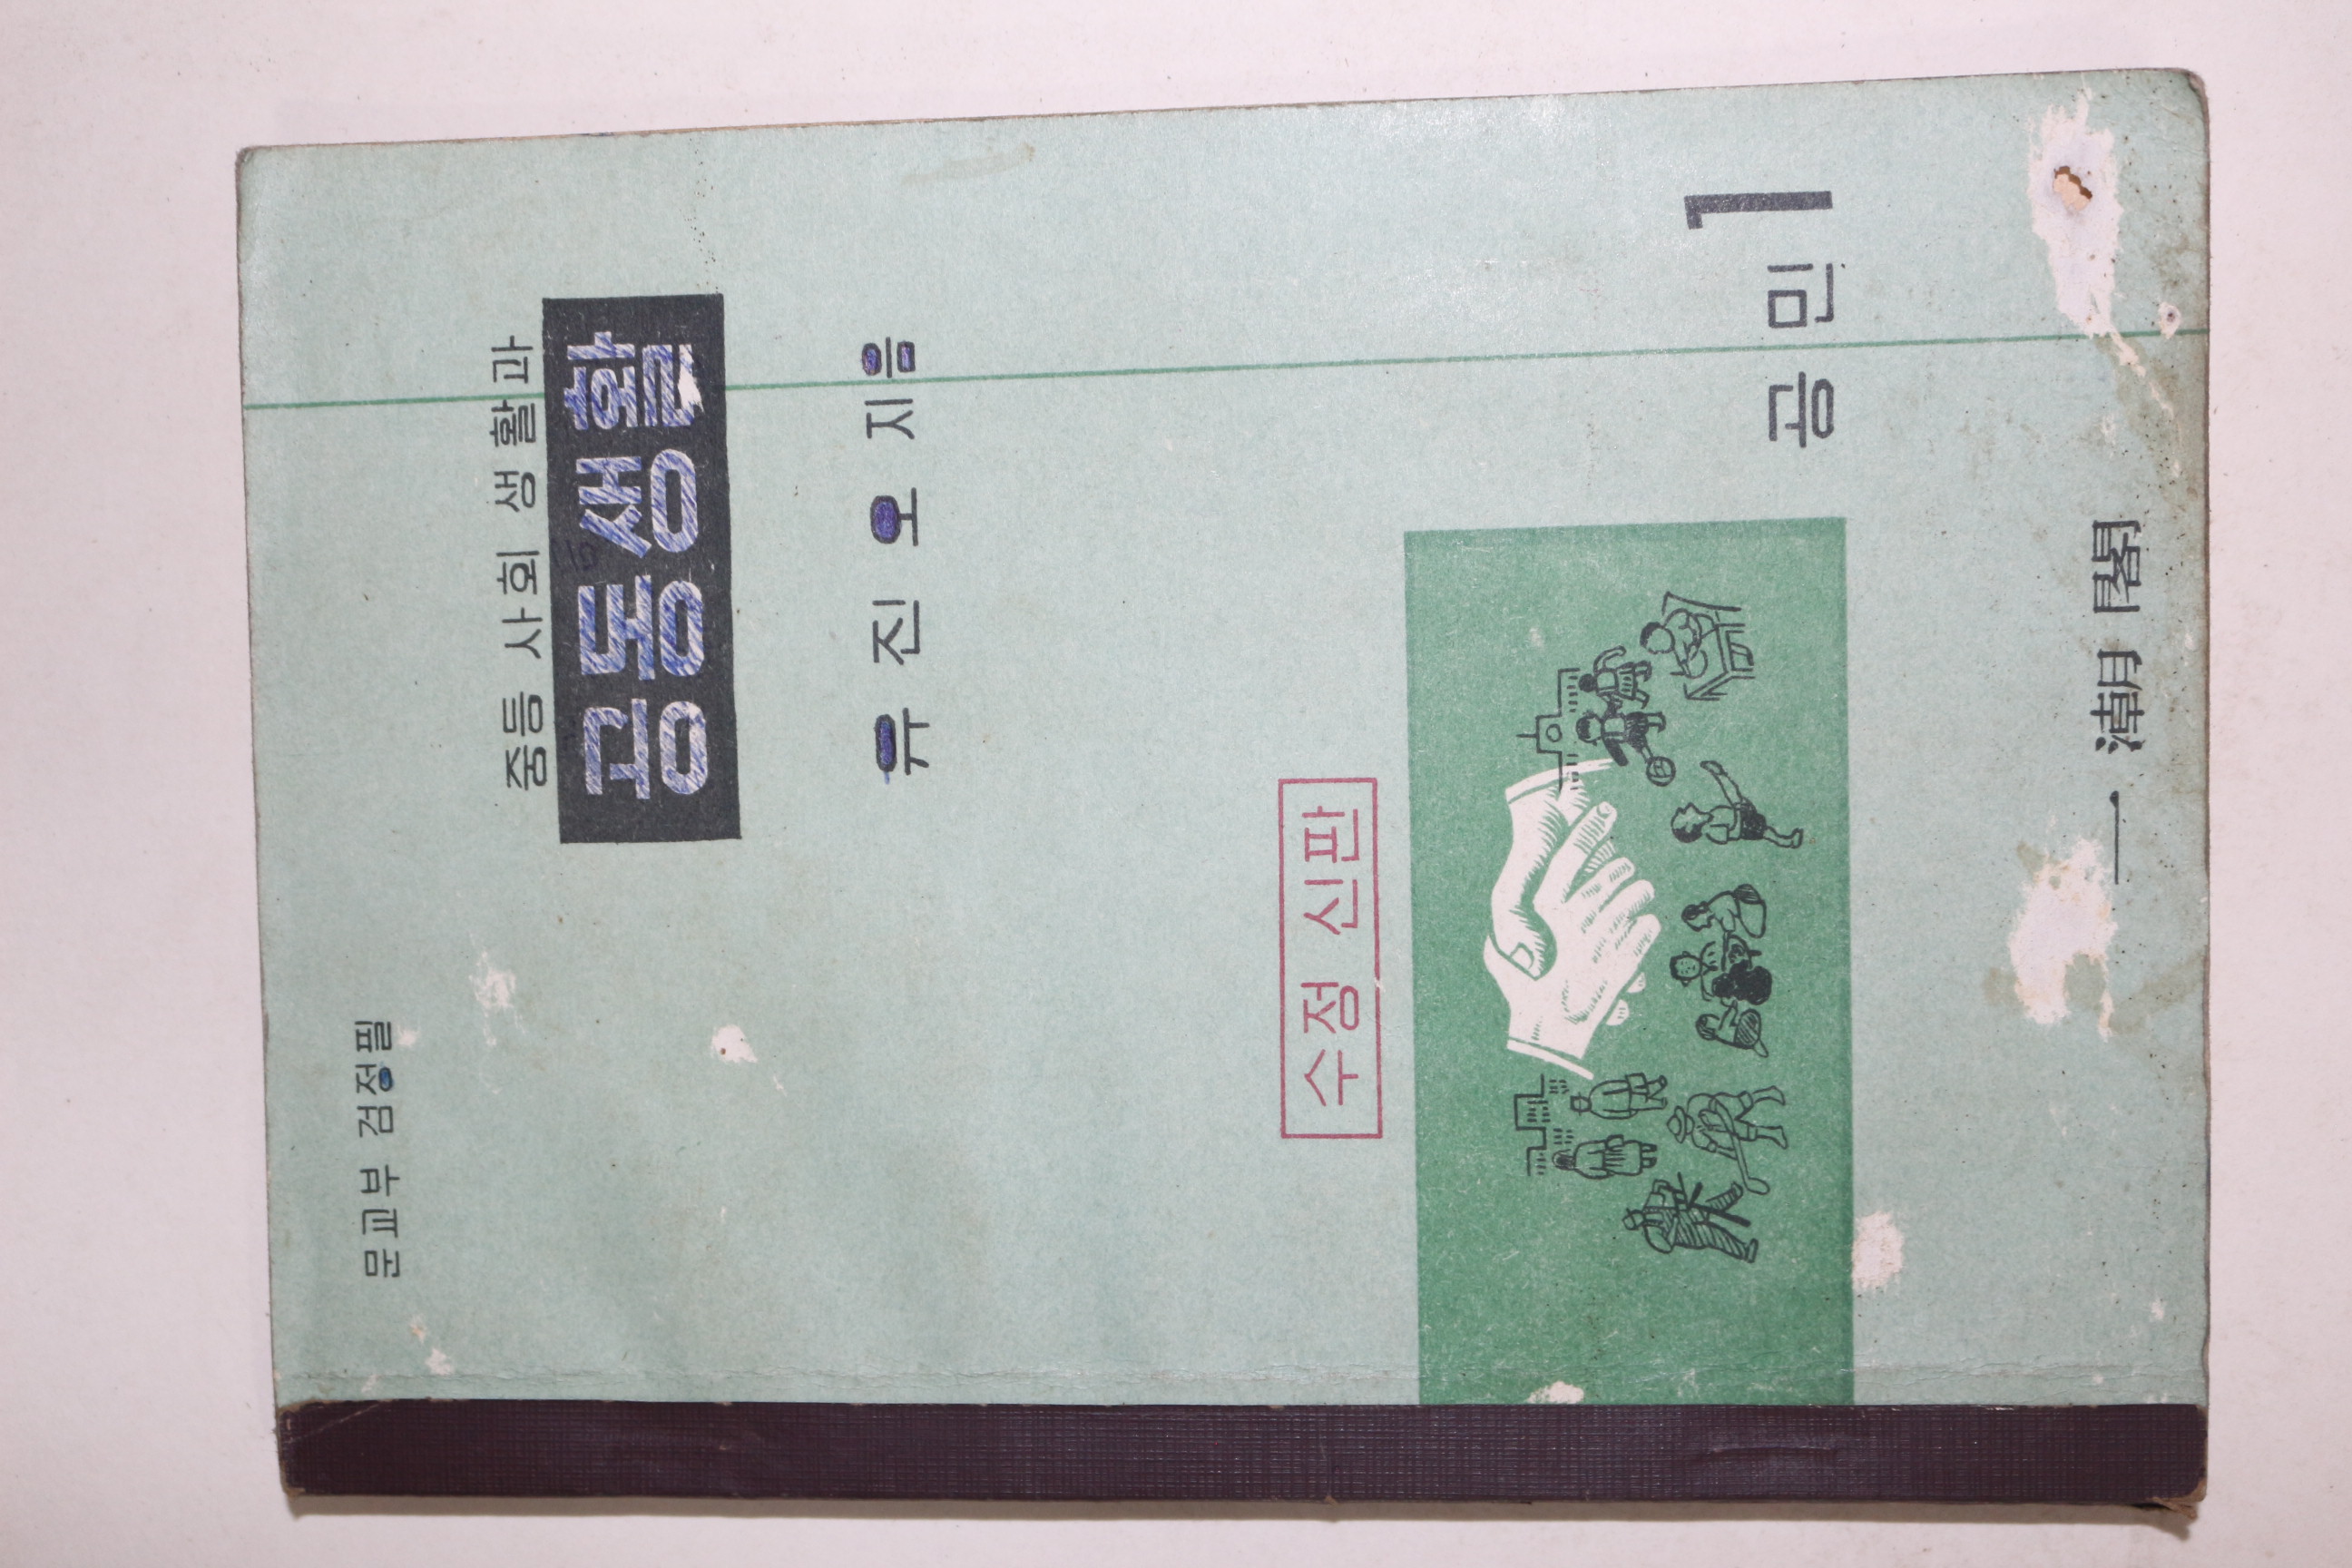 문교부 검정필
중등 사회 생활과
공동생활
유 진 오 지음
수정 신판
공 민 1
一 潮 閣